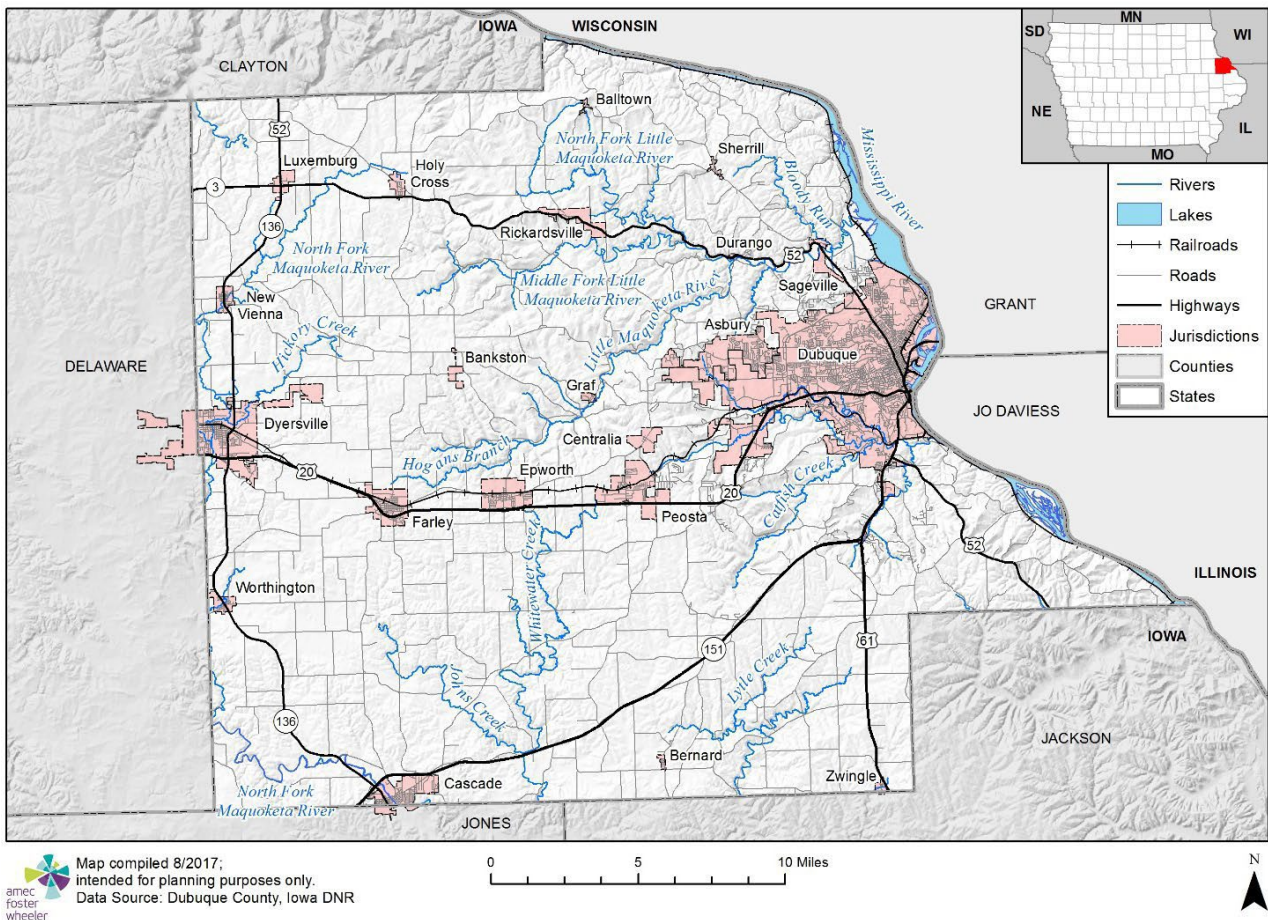 IOWA
WISCONSIN
CLAYTON
MN
SD
WI
NE
IL
MO
Balltown
52
North Fork Little
Maquoketa River
Sherrill
Mississippi River
Bloody Run
Luxemburg
Holy
Cross
3
136
Rickardsville
Durango
52
North Fork
Maquoketa River
Middle Fork Little
Maquoketa River
Sageville
Little Maquoketa River
New
Vienna
Hickory Creek
Asbury
GRANT
Dubuque
DELAWARE
Bankston
Graf
JO DAVIESS
Dyersville
Centralia
Hogans Branch
Epworth
20
20
Catfish Creek
Farley
Peosta
52
Whitewater Creek
ILLINOIS
Worthington
IOWA
61
151
Lytle Creek
Johns Creek
136
JACKSON
Bernard
Zwingle
Cascade
North Fork
Maquoketa River
JONES
Rivers
Lakes
Railroads
Roads
Highways
Jurisdictions
Counties
States
amec
foster
wheeler
Map compiled 8/2017;
intended for planning purposes only.
Data Source: Dubuque County, Iowa DNR
0 5 10 Miles
N